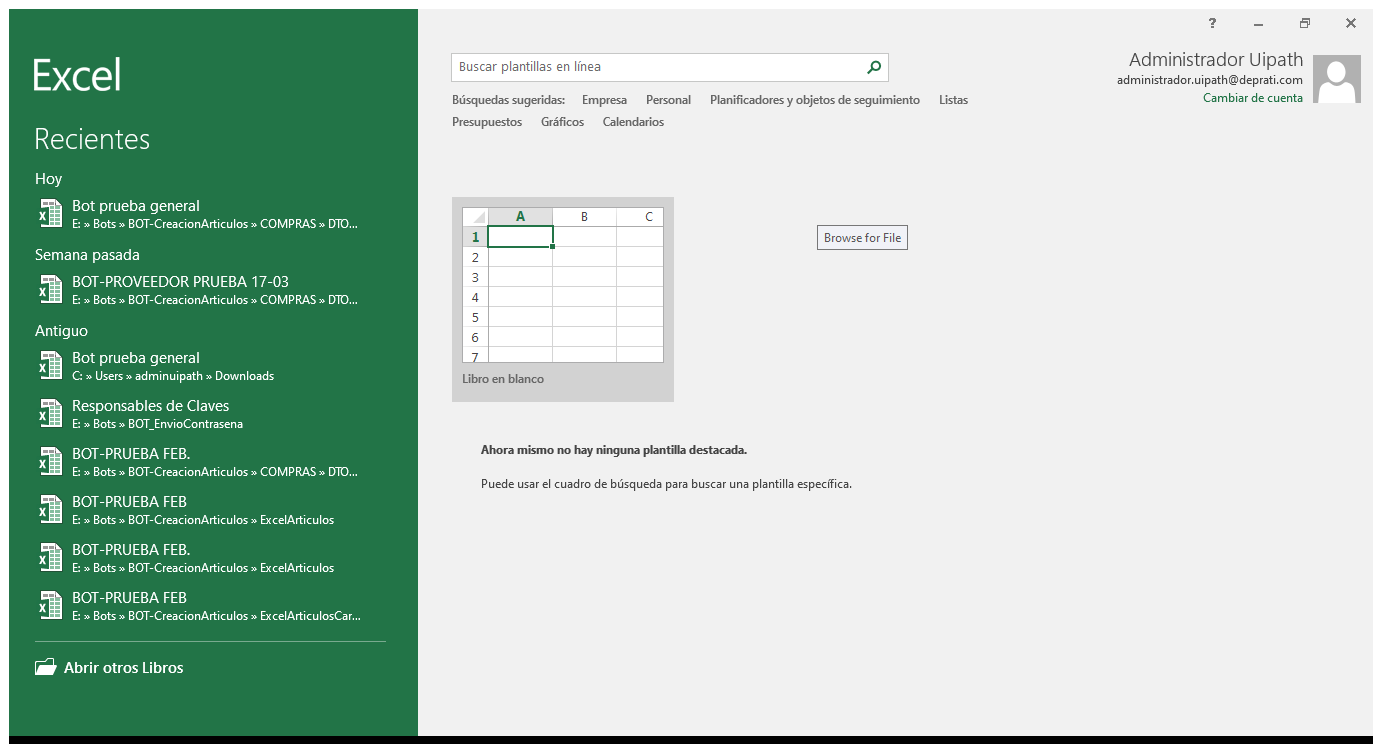 Excel
Recientes
Hoy
Bot prueba general
E: » Bots » BOT-CreacionArticulos » COMPRAS » DTO...
Semana pasada
BOT-PROVEEDOR PRUEBA 17-03
E: » Bots » BOT-CreacionArticulos » COMPRAS » DTO...
Antiguo
Bot prueba general
C: » Users » adminuipath » Downloads
Responsables de Claves
E: » Bots » BOT_EnvioContrasena
BOT-PRUEBA FEB.
E: » Bots » BOT-CreacionArticulos » COMPRAS » DTO...
BOT-PRUEBA FEB
E: » Bots » BOT-CreacionArticulos » ExcelArticulos
BOT-PRUEBA FEB.
E: » Bots » BOT-CreacionArticulos » ExcelArticulos
BOT-PRUEBA FEB
E: » Bots » BOT-CreacionArticulos » ExcelArticulosCar...
Abrir otros Libros
?
Administrador Uipath
administrador.uipath@deprati.com
Cambiar de cuenta
Buscar plantillas en línea
Búsquedas sugeridas: Empresa Personal Planificadores y objetos de seguimiento Listas
Presupuestos Gráficos Calendarios
A B C
1
2
3
4
5
6
7
Libro en blanco
Browse for File
Ahora mismo no hay ninguna plantilla destacada.
Puede usar el cuadro de búsqueda para buscar una plantilla específica.